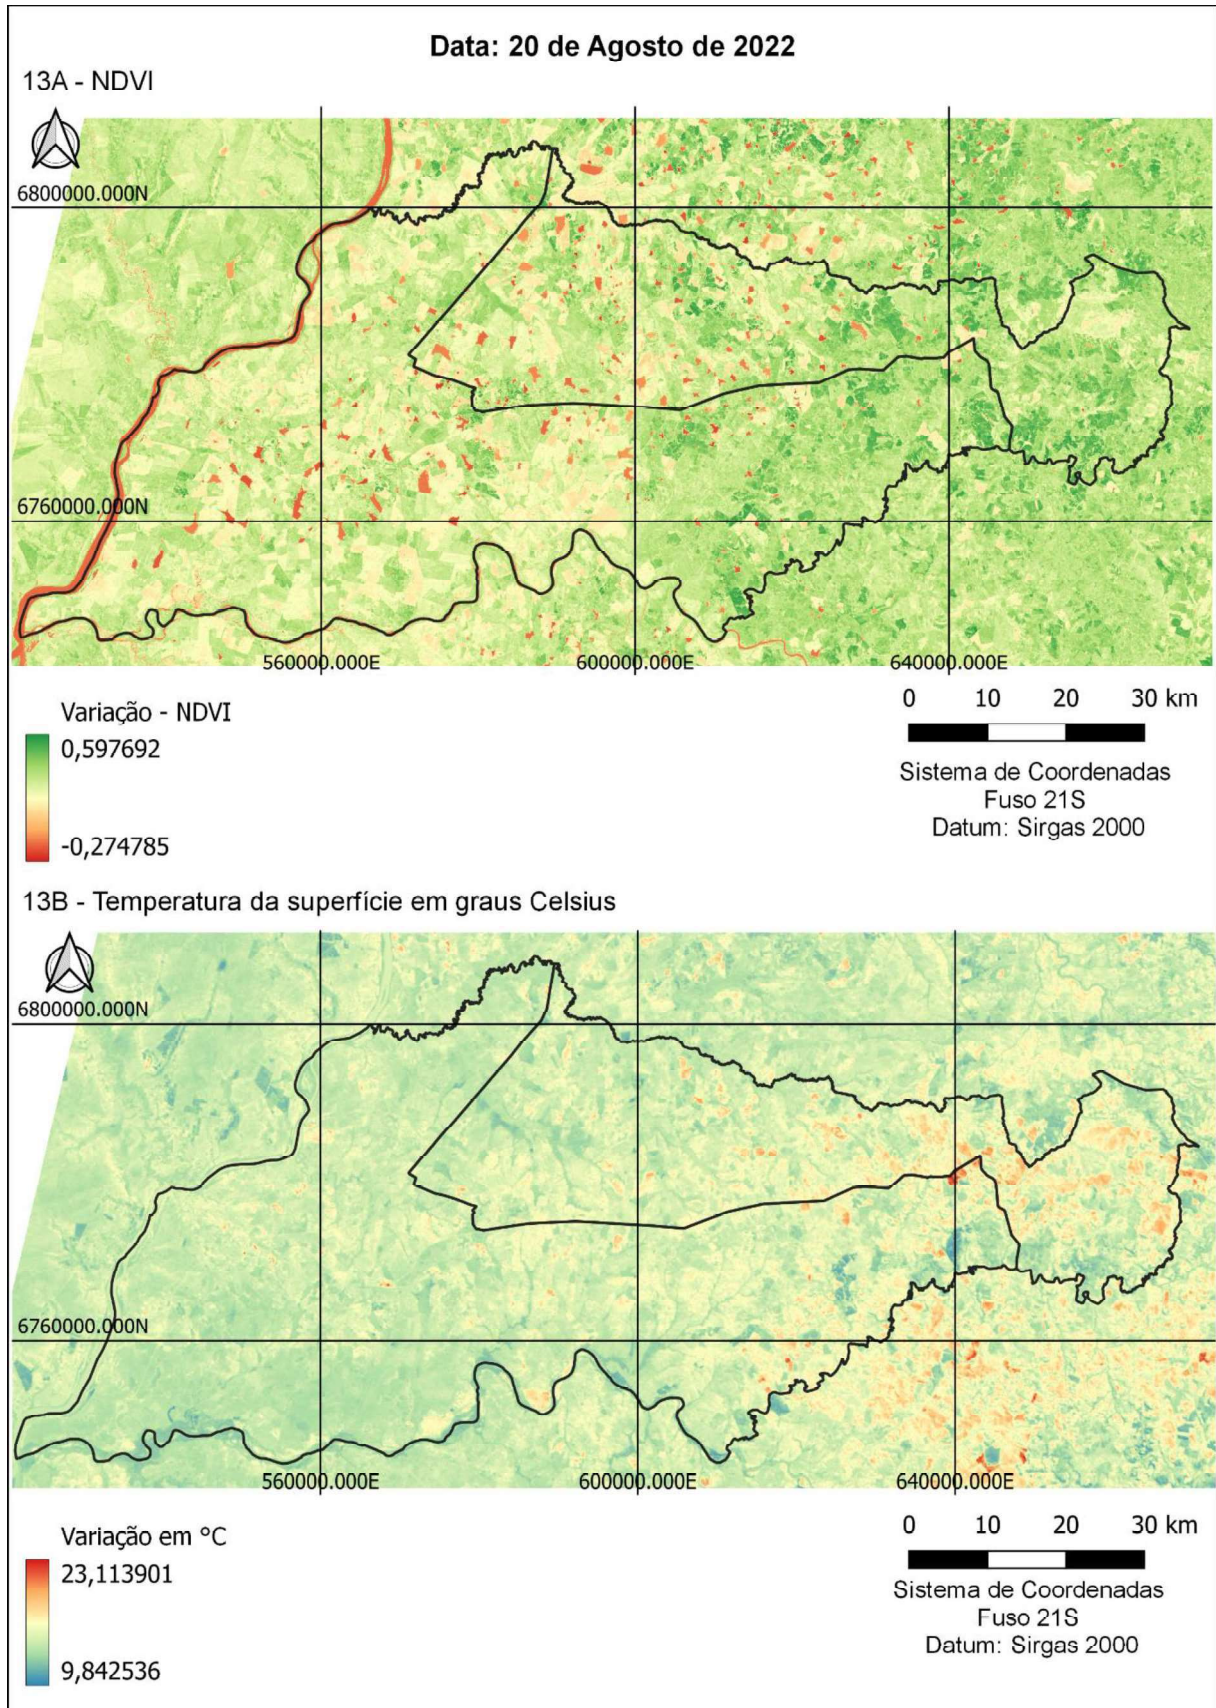 Data: 20 de Agosto de 2022
13A - NDVI
6800000.000N
6760000.000N
560000.000E
600000.000E
640000.000E
Variação - NDVI
0,597692
-0,274785
0 10 20 30 km
Sistema de Coordenadas
Fuso 21S
Datum: Sirgas 2000
13B - Temperatura da superfície em graus Celsius
6800000.000N
6760000.000N
560000.000E
600000.000E
640000.000E
Variação em °C
23,113901
9,842536
0 10 20 30 km
Sistema de Coordenadas
Fuso 21S
Datum: Sirgas 2000